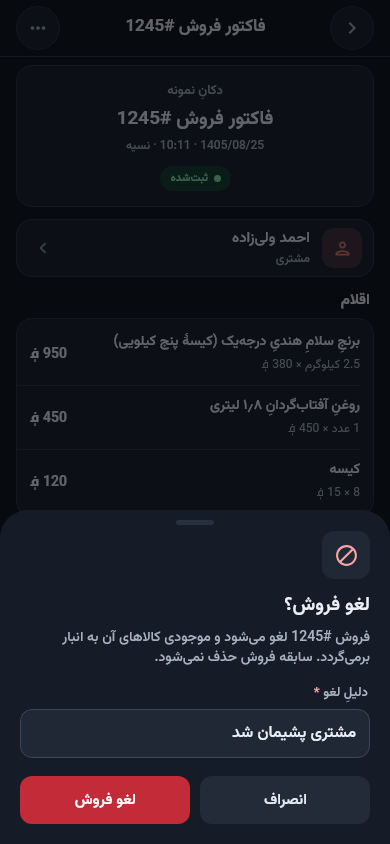 فاکتور فروش #1245
دکانِ نمونه
فاکتور فروش #1245
1405/08/25 · 10:11 · نسیه
ثبت‌شده
احمد ولی‌زاده
مشتری
اقلام
برنجِ سلامِ هندیِ درجه‌یک (کیسهٔ پنج کیلویی)
950 ؋
2.5 کیلوگرم × 380 ؋
روغنِ آفتاب‌گردانِ ۱٫۸ لیتری
450 ؋
1 عدد × 450 ؋
کیسه
120 ؋
8 × 15 ؋
لغو فروش؟
فروش #1245 لغو می‌شود و موجودی کالاهای آن به انبار
برمی‌گردد. سابقه فروش حذف نمی‌شود.
دلیلِ لغو *
مشتری پشیمان شد
انصراف
لغو فروش